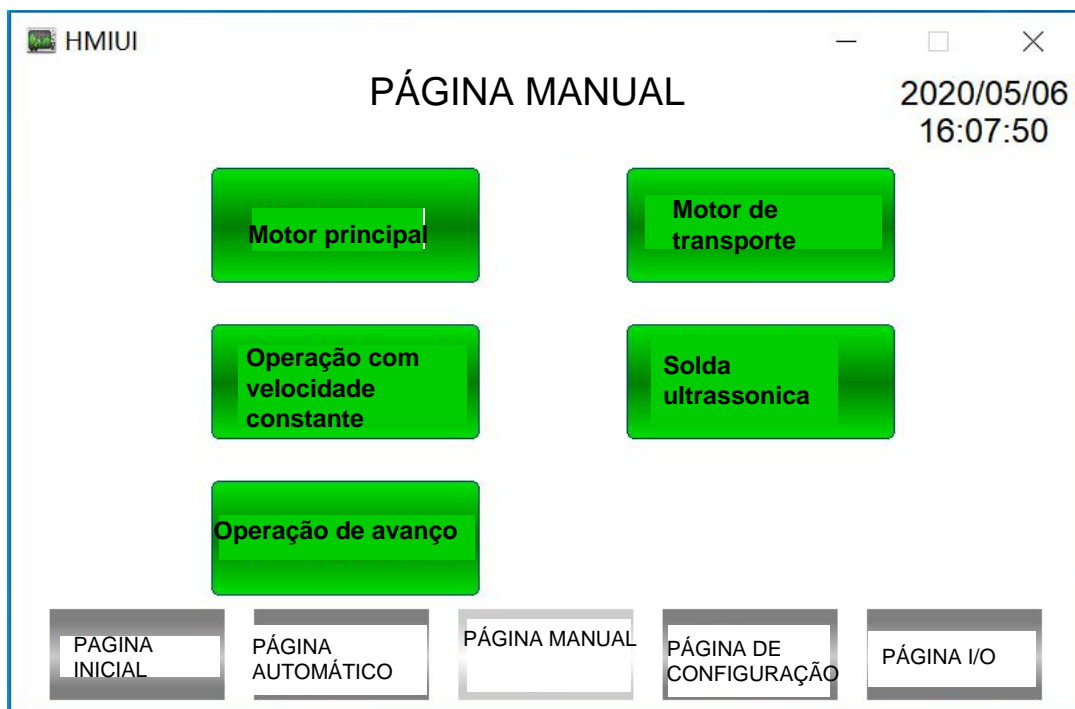 HMIUI
PÁGINA MANUAL
2020/05/06
16:07:50
Motor principal
Motor de
transporte
Operação com
velocidade
constante
Solda
ultrassonica
Operação de avanço
PAGINA
INICIAL
PÁGINA
AUTOMÁTICO
PÁGINA MANUAL
PÁGINA DE
CONFIGURAÇÃO
PÁGINA I/O